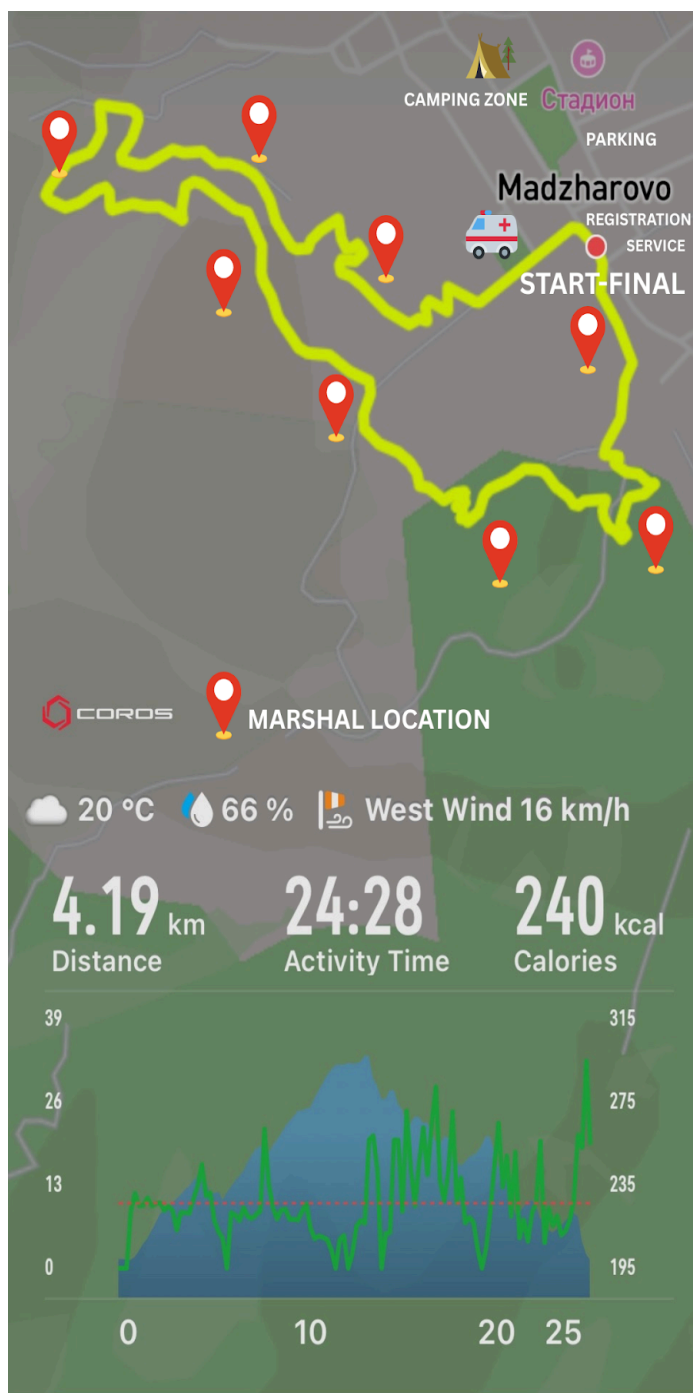 CAMPING ZONE
Стадион
PARKING
Madzharovo
REGISTRATION
SERVICE
START-FINAL
COROS
MARSHAL LOCATION
20 °C 66 % West Wind 16 km/h
4.19 km 24:28 240 kcal
Distance Activity Time Calories
39 315
26 275
13 235
0 195
0 10 20 25